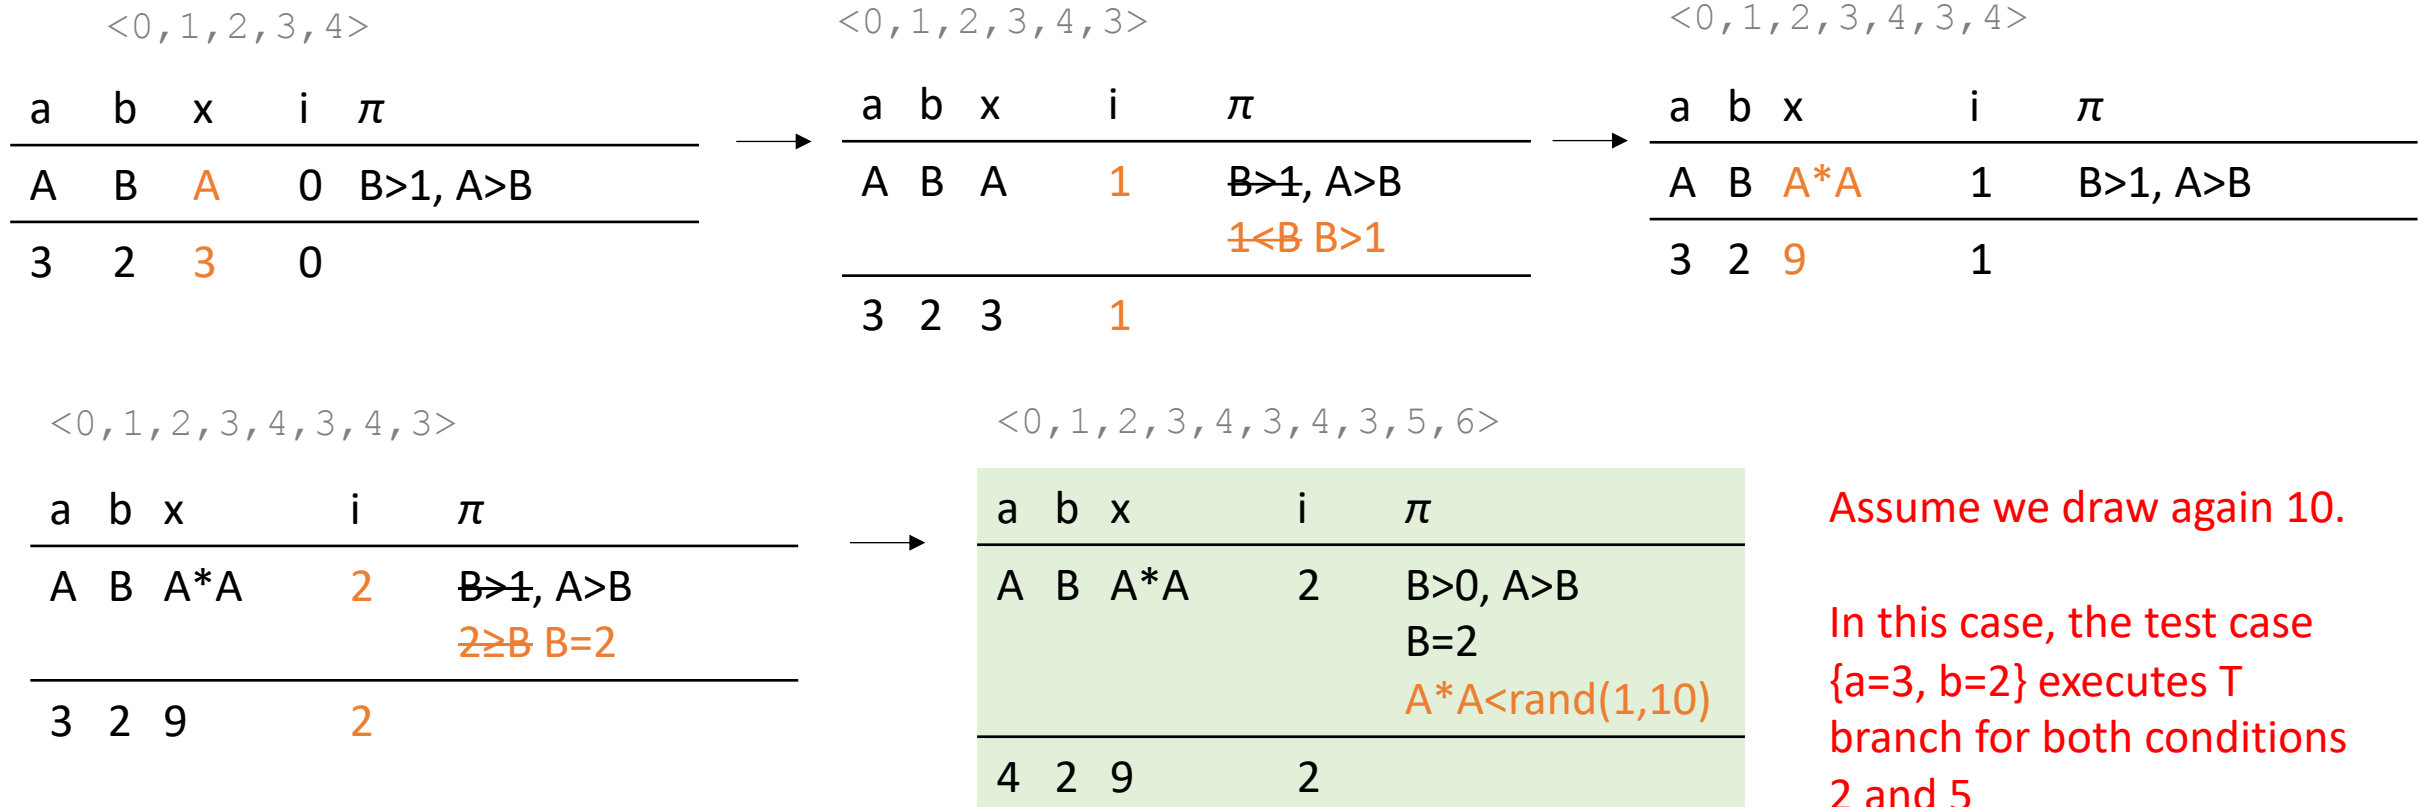 <0,1,2,3,4>
a b x i π
A B A 0 B>1, A>B
3 2 3 0
<0,1,2,3,4,3>
a b x i π
A B A 1 B>1, A>B
1<B B>1
3 2 3 1
<0,1,2,3,4,3,4>
a b x i π
A B A*A 1 B>1, A>B
3 2 9 1
<0,1,2,3,4,3,4,3>
a b x i π
A B A*A 2 B>1, A>B
2≥B B=2
3 2 9 2
<0,1,2,3,4,3,4,3,5,6>
a b x i π
A B A*A 2 B>0, A>B
B=2
A*A<rand(1,10)
4 2 9 2
Assume we draw again 10.
In this case, the test case
{a=3, b=2} executes T
branch for both conditions
2 and 5